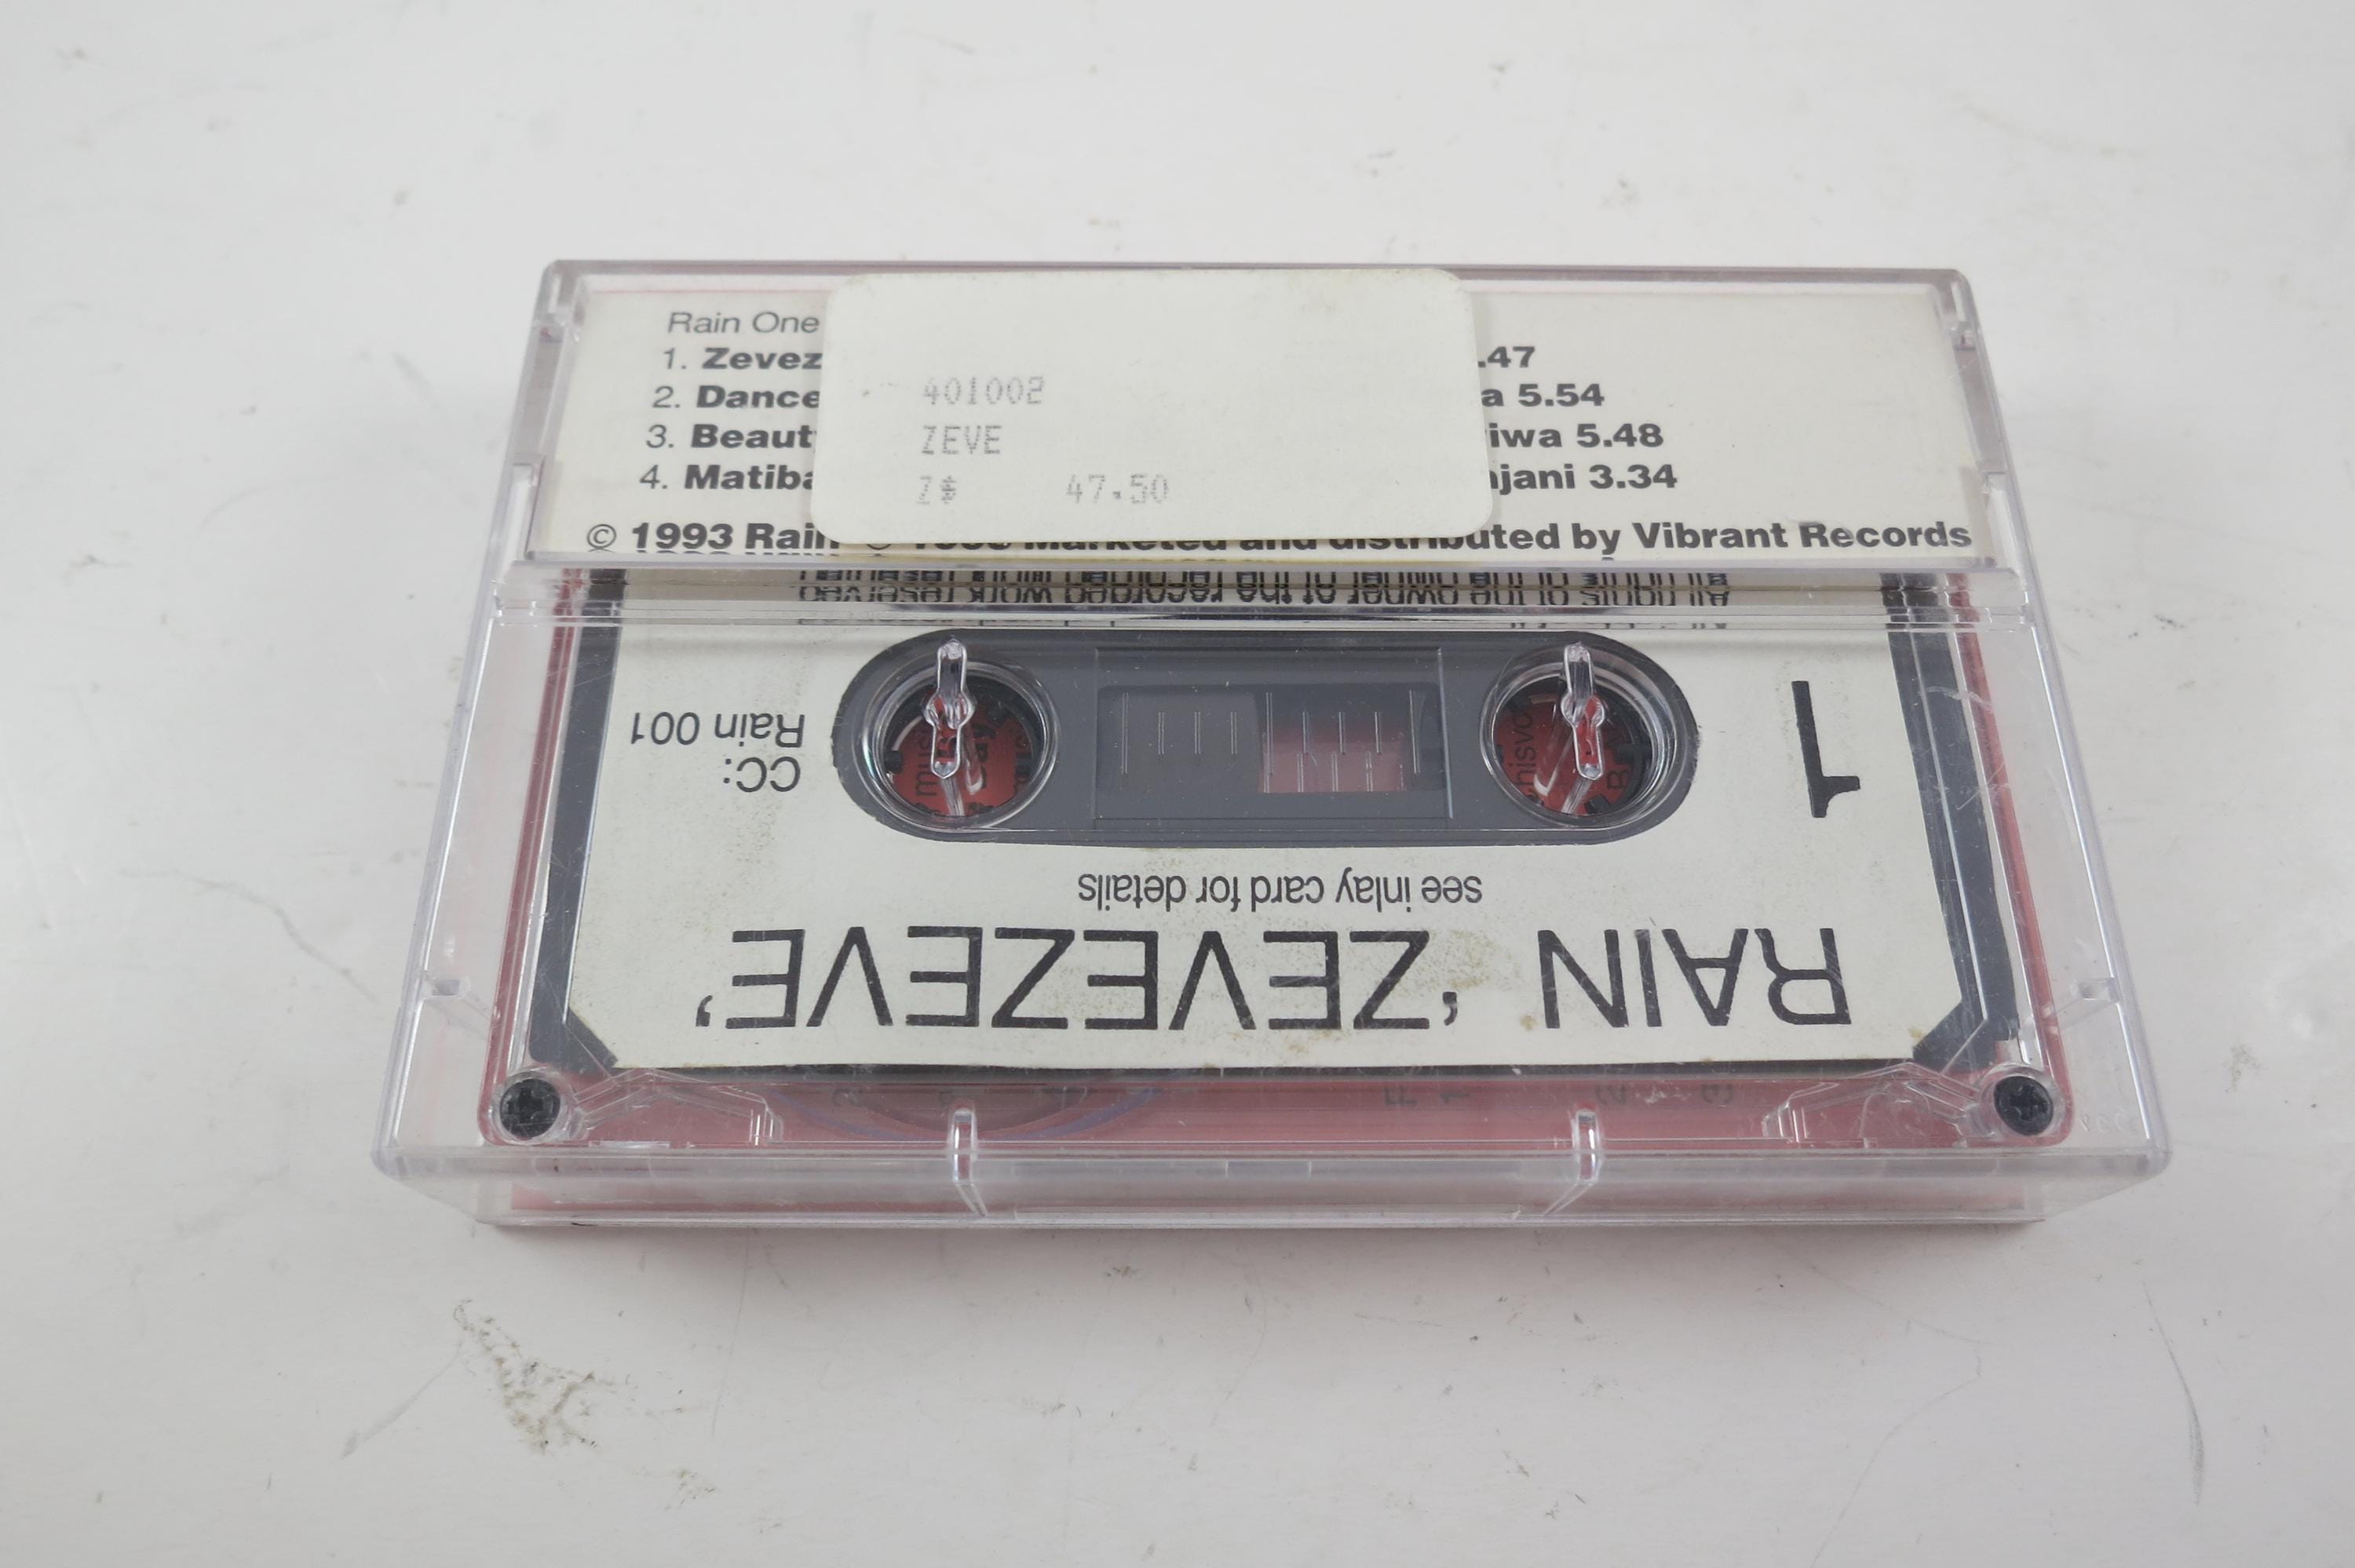 Rain One
1. Zevez .47
2. Dance a 5.54
3. Beaut iwa 5.48
4. Matiba jani 3.34
© 1993 Rain Marketed and distributed by Vibrant Records
401002
ZEVE
Z$ 47.50
RAIN ‘ZEVEZEVE’
see inlay card for details
1
CC:
Rain 001
All rights of the owner of the recorded work reserved